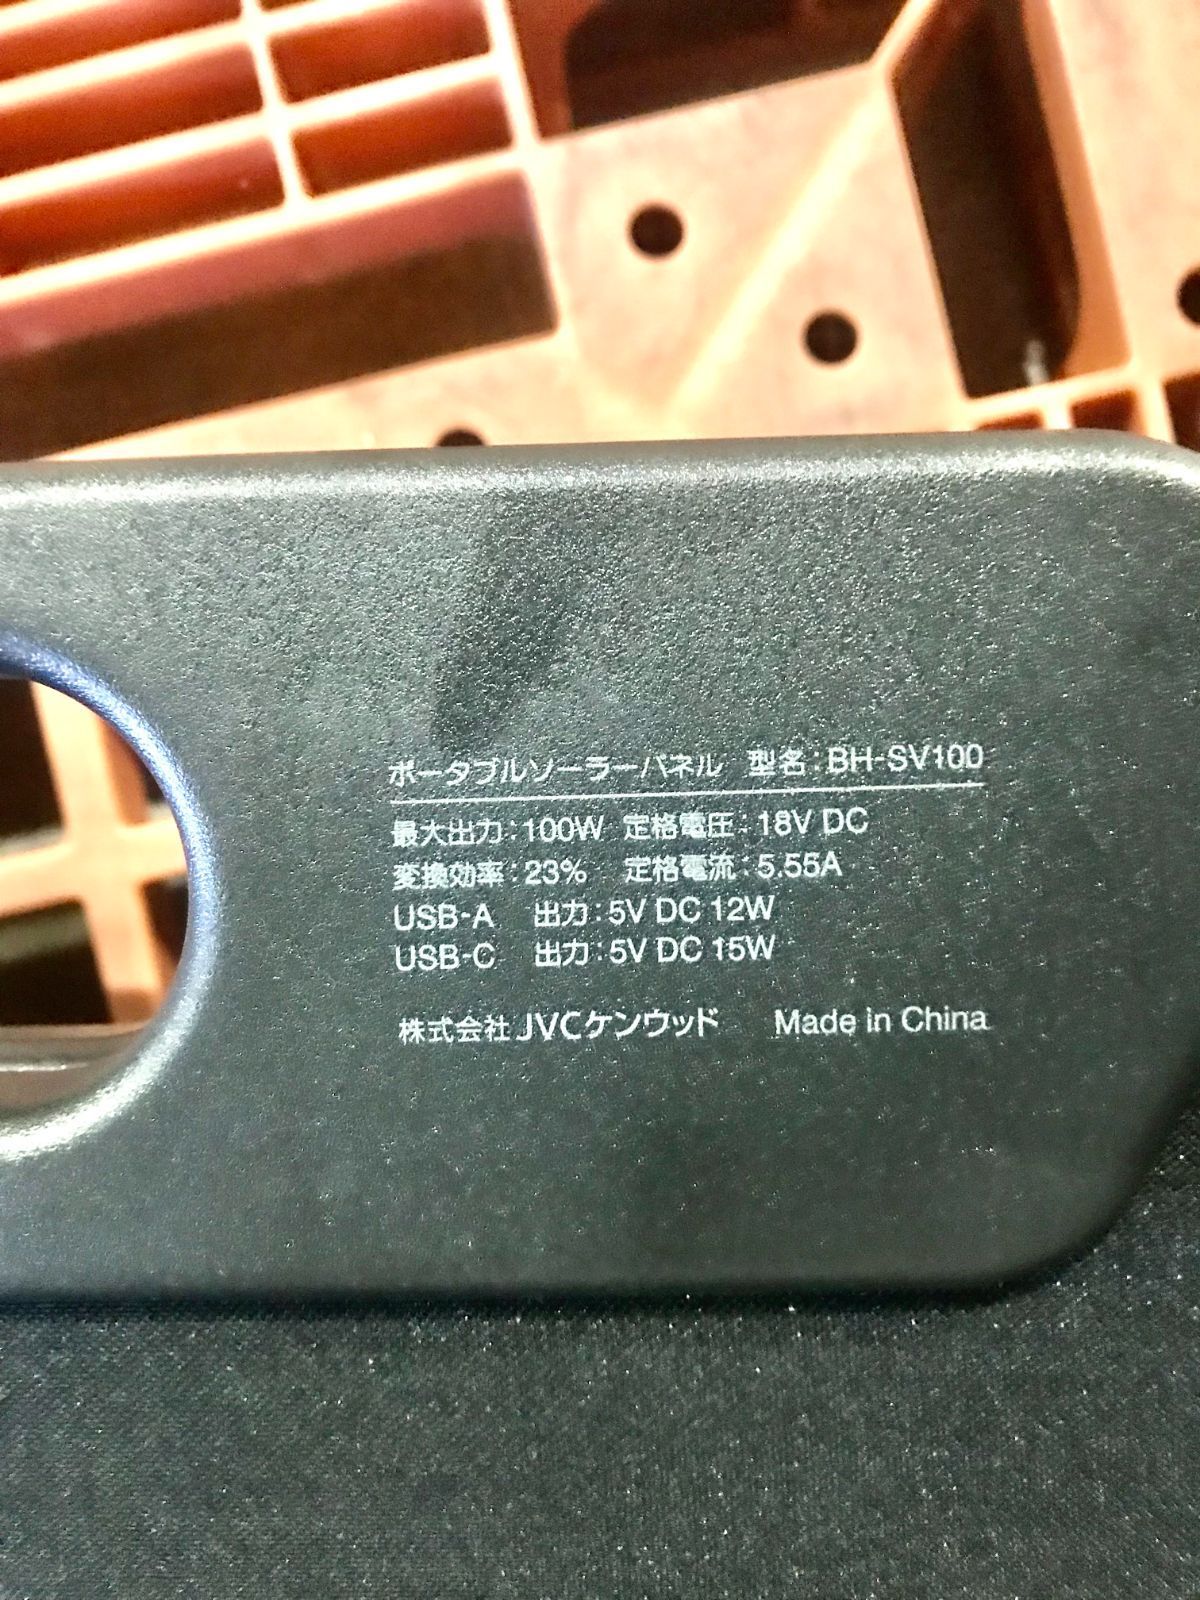 ポータブルソーラーパネル 型名:BH-SV100
最大出力:100W 定格電圧:18V DC
変換効率:23% 定格電流:5.55A
USB-A 出力:5V DC 12W
USB-C 出力:5V DC 15W
株式会社JVCケンウッド Made in China